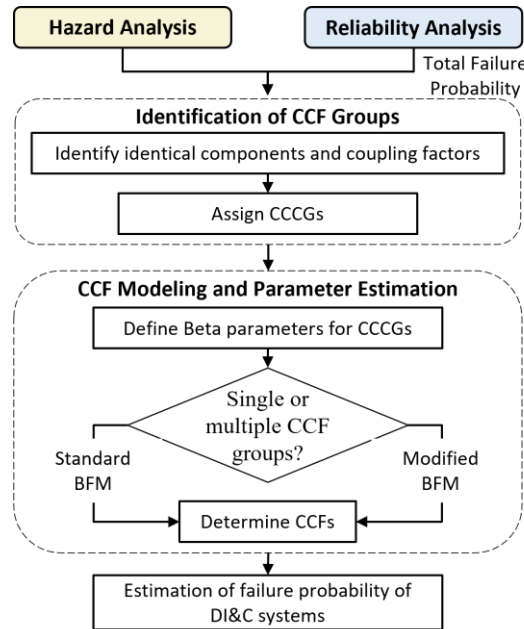 Hazard Analysis
Reliability Analysis
Total Failure
Probability
Identification of CCF Groups
Identify identical components and coupling factors
Assign CCCGs
CCF Modeling and Parameter Estimation
Define Beta parameters for CCCGs
Single or
multiple CCF
groups?
Standard
BFM
Modified
BFM
Determine CCFs
Estimation of failure probability of
DI&C systems